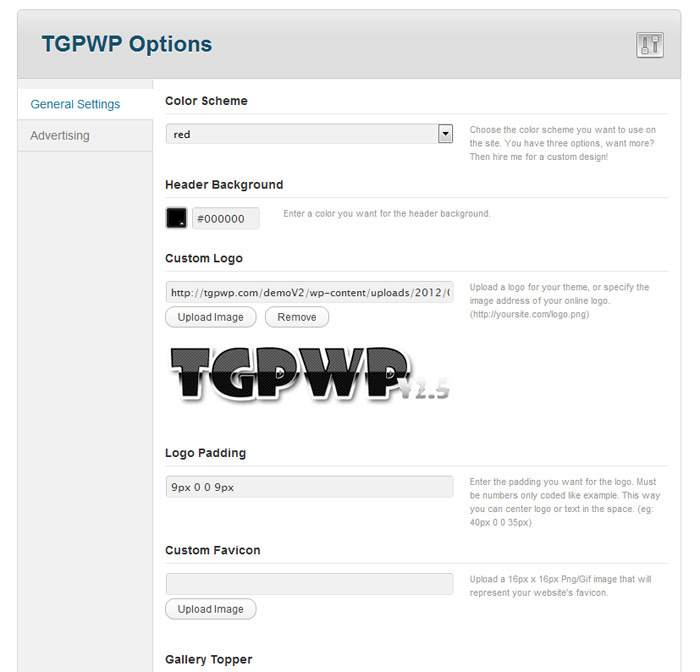 TGPWP Options
General Settings
Advertising
Color Scheme
red
Choose the color scheme you want to use on
the site. You have three options, want more?
Then hire me for a custom design!
Header Background
#000000
Enter a color you want for the header background.
Custom Logo
http://tgpwp.com/demoV2/wp-content/uploads/2012/(
Upload a logo for your theme, or specify the
image address of your online logo.
(http://yoursite.com/logo.png)
Upload Image
Remove
TGPWP V2.5
Logo Padding
9px 0 0 9px
Enter the padding you want for the logo. Must
be numbers only coded like example. This way
you can center logo or text in the space. (eg:
40px 0 0 35px)
Custom Favicon
Upload a 16px x 16px Png/Gif image that will
represent your website's favicon.
Upload Image
Gallery Topper